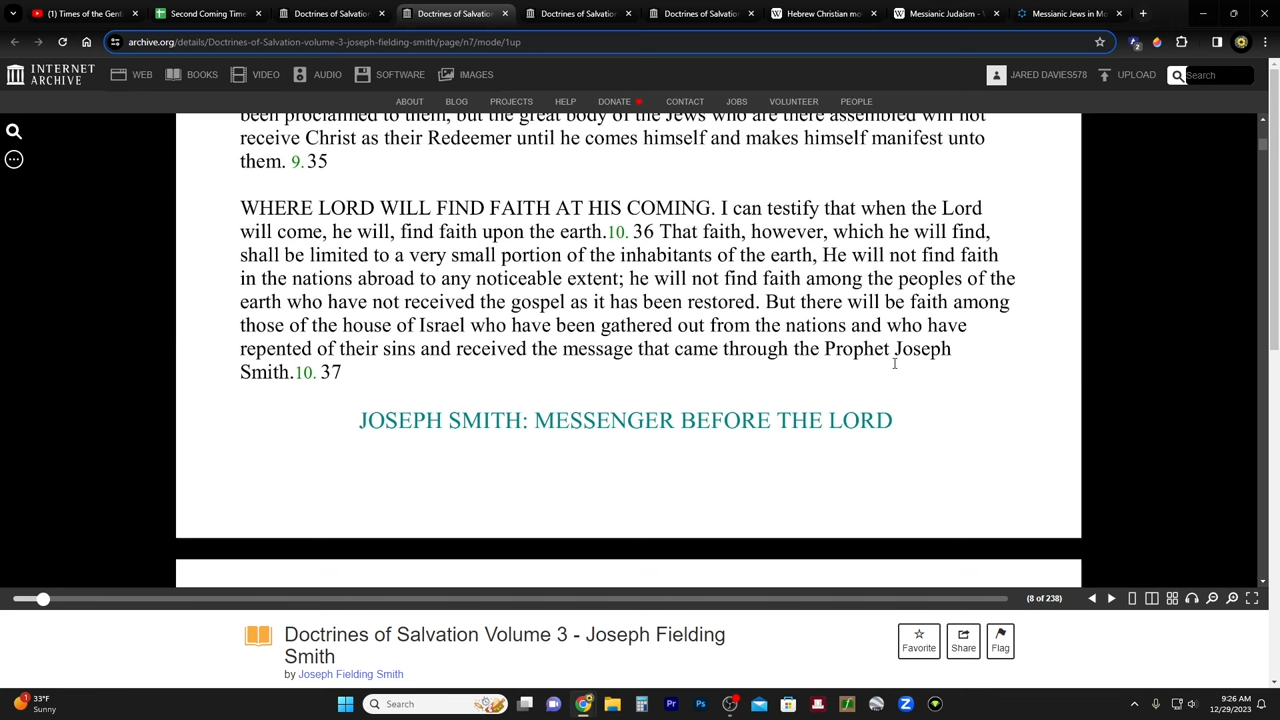 (1) Times of the Genti
Second Coming Time
Doctrines of Salvation
Doctrines of Salvation
Doctrines of Salvation
Doctrines of Salvation
Hebrew Christian mo
Messianic Judaism -
Messianic Jews in Mo
archive.org/details/Doctrines-of-Salvation-volume-3-joseph-fielding-smith/page/n7/mode/1up
INTERNET
ARCHIVE
WEB BOOKS VIDEO AUDIO SOFTWARE IMAGES
JARED DAVIES578 UPLOAD Search
ABOUT BLOG PROJECTS HELP DONATE CONTACT JOBS VOLUNTEER PEOPLE
been proclaimed to them, but the great body of the Jews who are there assembled will not
receive Christ as their Redeemer until he comes himself and makes himself manifest unto
them. 9. 35
WHERE LORD WILL FIND FAITH AT HIS COMING. I can testify that when the Lord
will come, he will, find faith upon the earth.10. 36 That faith, however, which he will find,
shall be limited to a very small portion of the inhabitants of the earth, He will not find faith
in the nations abroad to any noticeable extent; he will not find faith among the peoples of the
earth who have not received the gospel as it has been restored. But there will be faith among
those of the house of Israel who have been gathered out from the nations and who have
repented of their sins and received the message that came through the Prophet Joseph
Smith.10. 37
JOSEPH SMITH: MESSENGER BEFORE THE LORD
(8 of 238)
Doctrines of Salvation Volume 3 - Joseph Fielding
Smith
by Joseph Fielding Smith
Favorite Share Flag
33°F
Sunny
Search
9:26 AM
12/29/2023